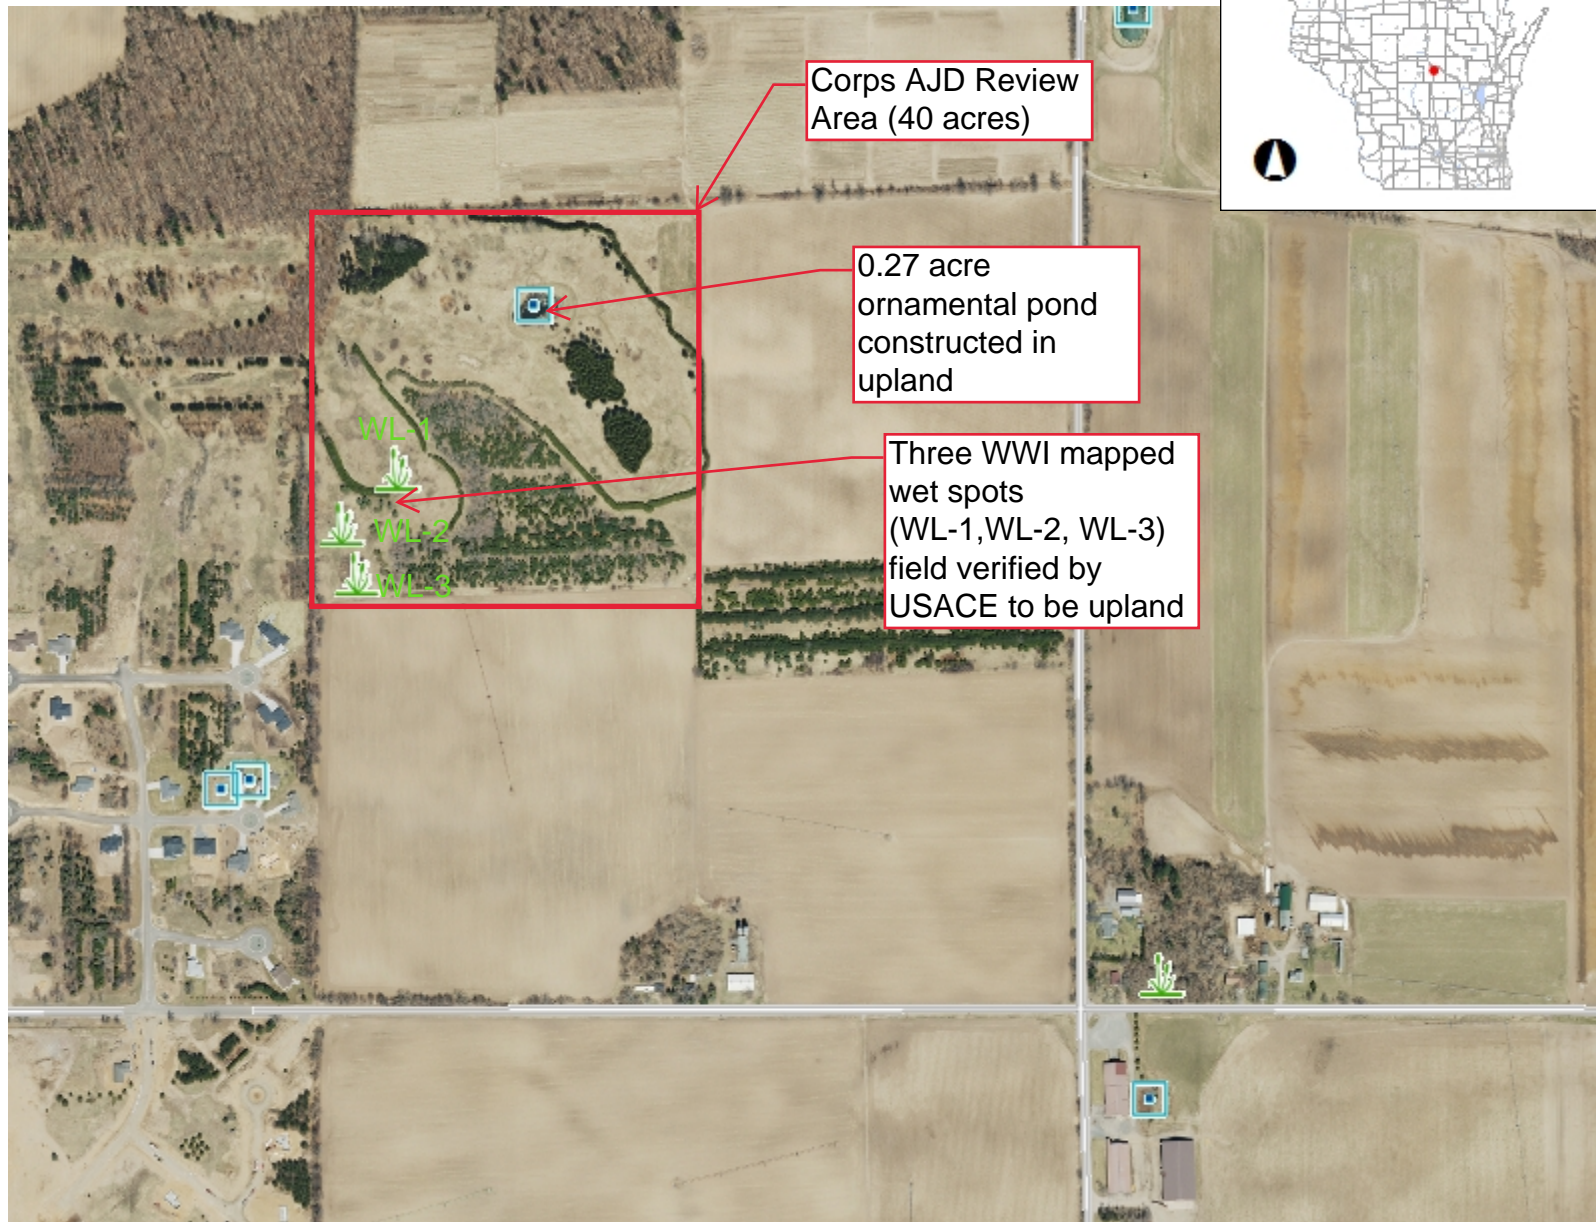 Corps AJD Review
Area (40 acres)
0.27 acre
ornamental pond
constructed in
upland
WL-1
Three WWI mapped
wet spots
(WL-1,WL-2, WL-3)
field verified by
USACE to be upland
WL-2
WL-3